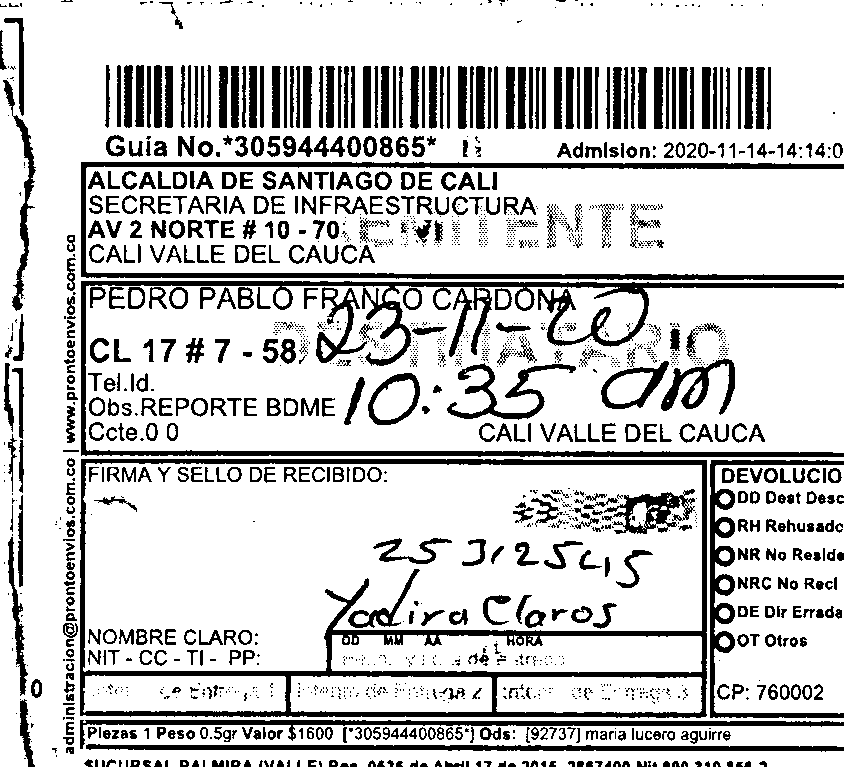 Guía No.*305944400865*
Admision: 2020-11-14-14:14:0
ALCALDIA DE SANTIAGO DE CALI
SECRETARIA DE INFRAESTRUCTURA
AV 2 NORTE # 10 - 70
CALI VALLE DEL CAUCA
PEDRO PABLO FRANCO CARDONA
DESTINATARIO
23-11-20
CL 17 # 7 - 58
Tel.Id.
Obs.REPORTE BDME
10:35 am
Ccte.0 0
CALI VALLE DEL CAUCA
administracion@prontoenvios.com.co | www.prontoenvios.com.co
FIRMA Y SELLO DE RECIBIDO:
Yadira Claros
NOMBRE CLARO:
NIT - CC - TI - PP:
DD MM AA HORA
DEVOLUCIO
DD Dest Desc
RH Rehusado
NR No Reside
NRC No Recl
DE Dir Errada
OT Otros
0
CP: 760002
Piezas 1 Peso 0.5gr Valor $1600 [*305944400865*] Ods: [92737] maria lucero aguirre